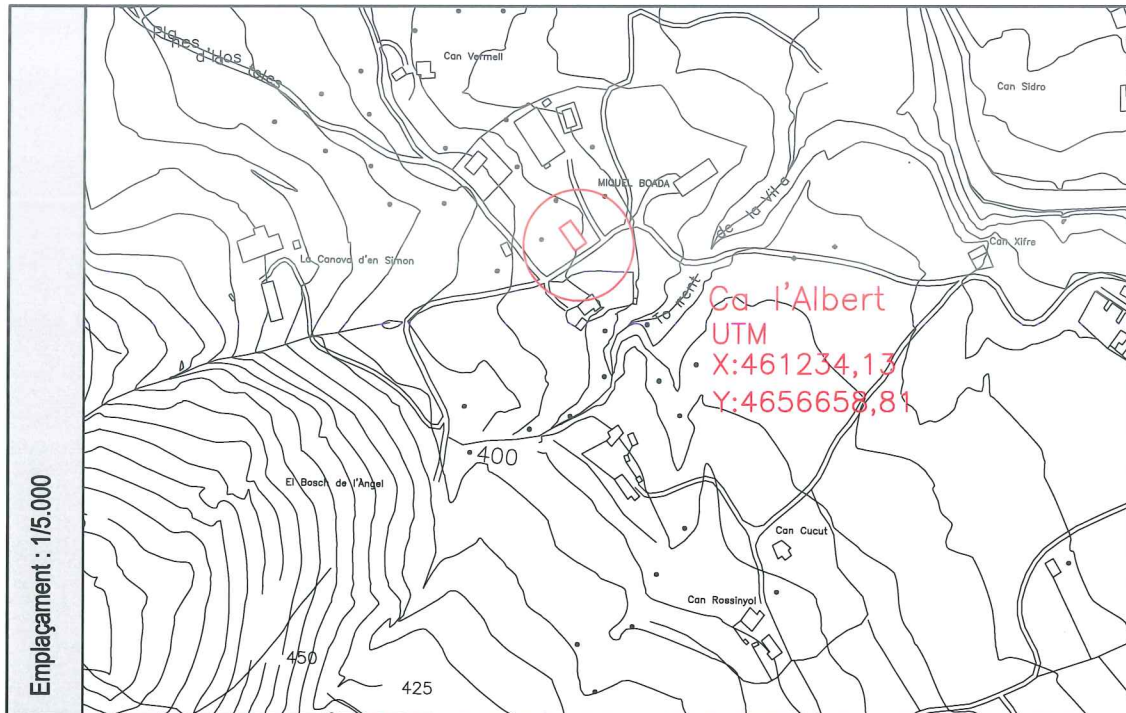 Emplaçament : 1/5.000
Can Vermell
Can Sidro
MIQUEL BOADA
de la Vila
La Canova d'en Simon
Can Xifre
Torrent
Ca l'Albert
UTM
X:461234,13
Y:4656658,81
400
El Bosch de l'Àngel
Can Cucut
Can Rossinyol
450
425